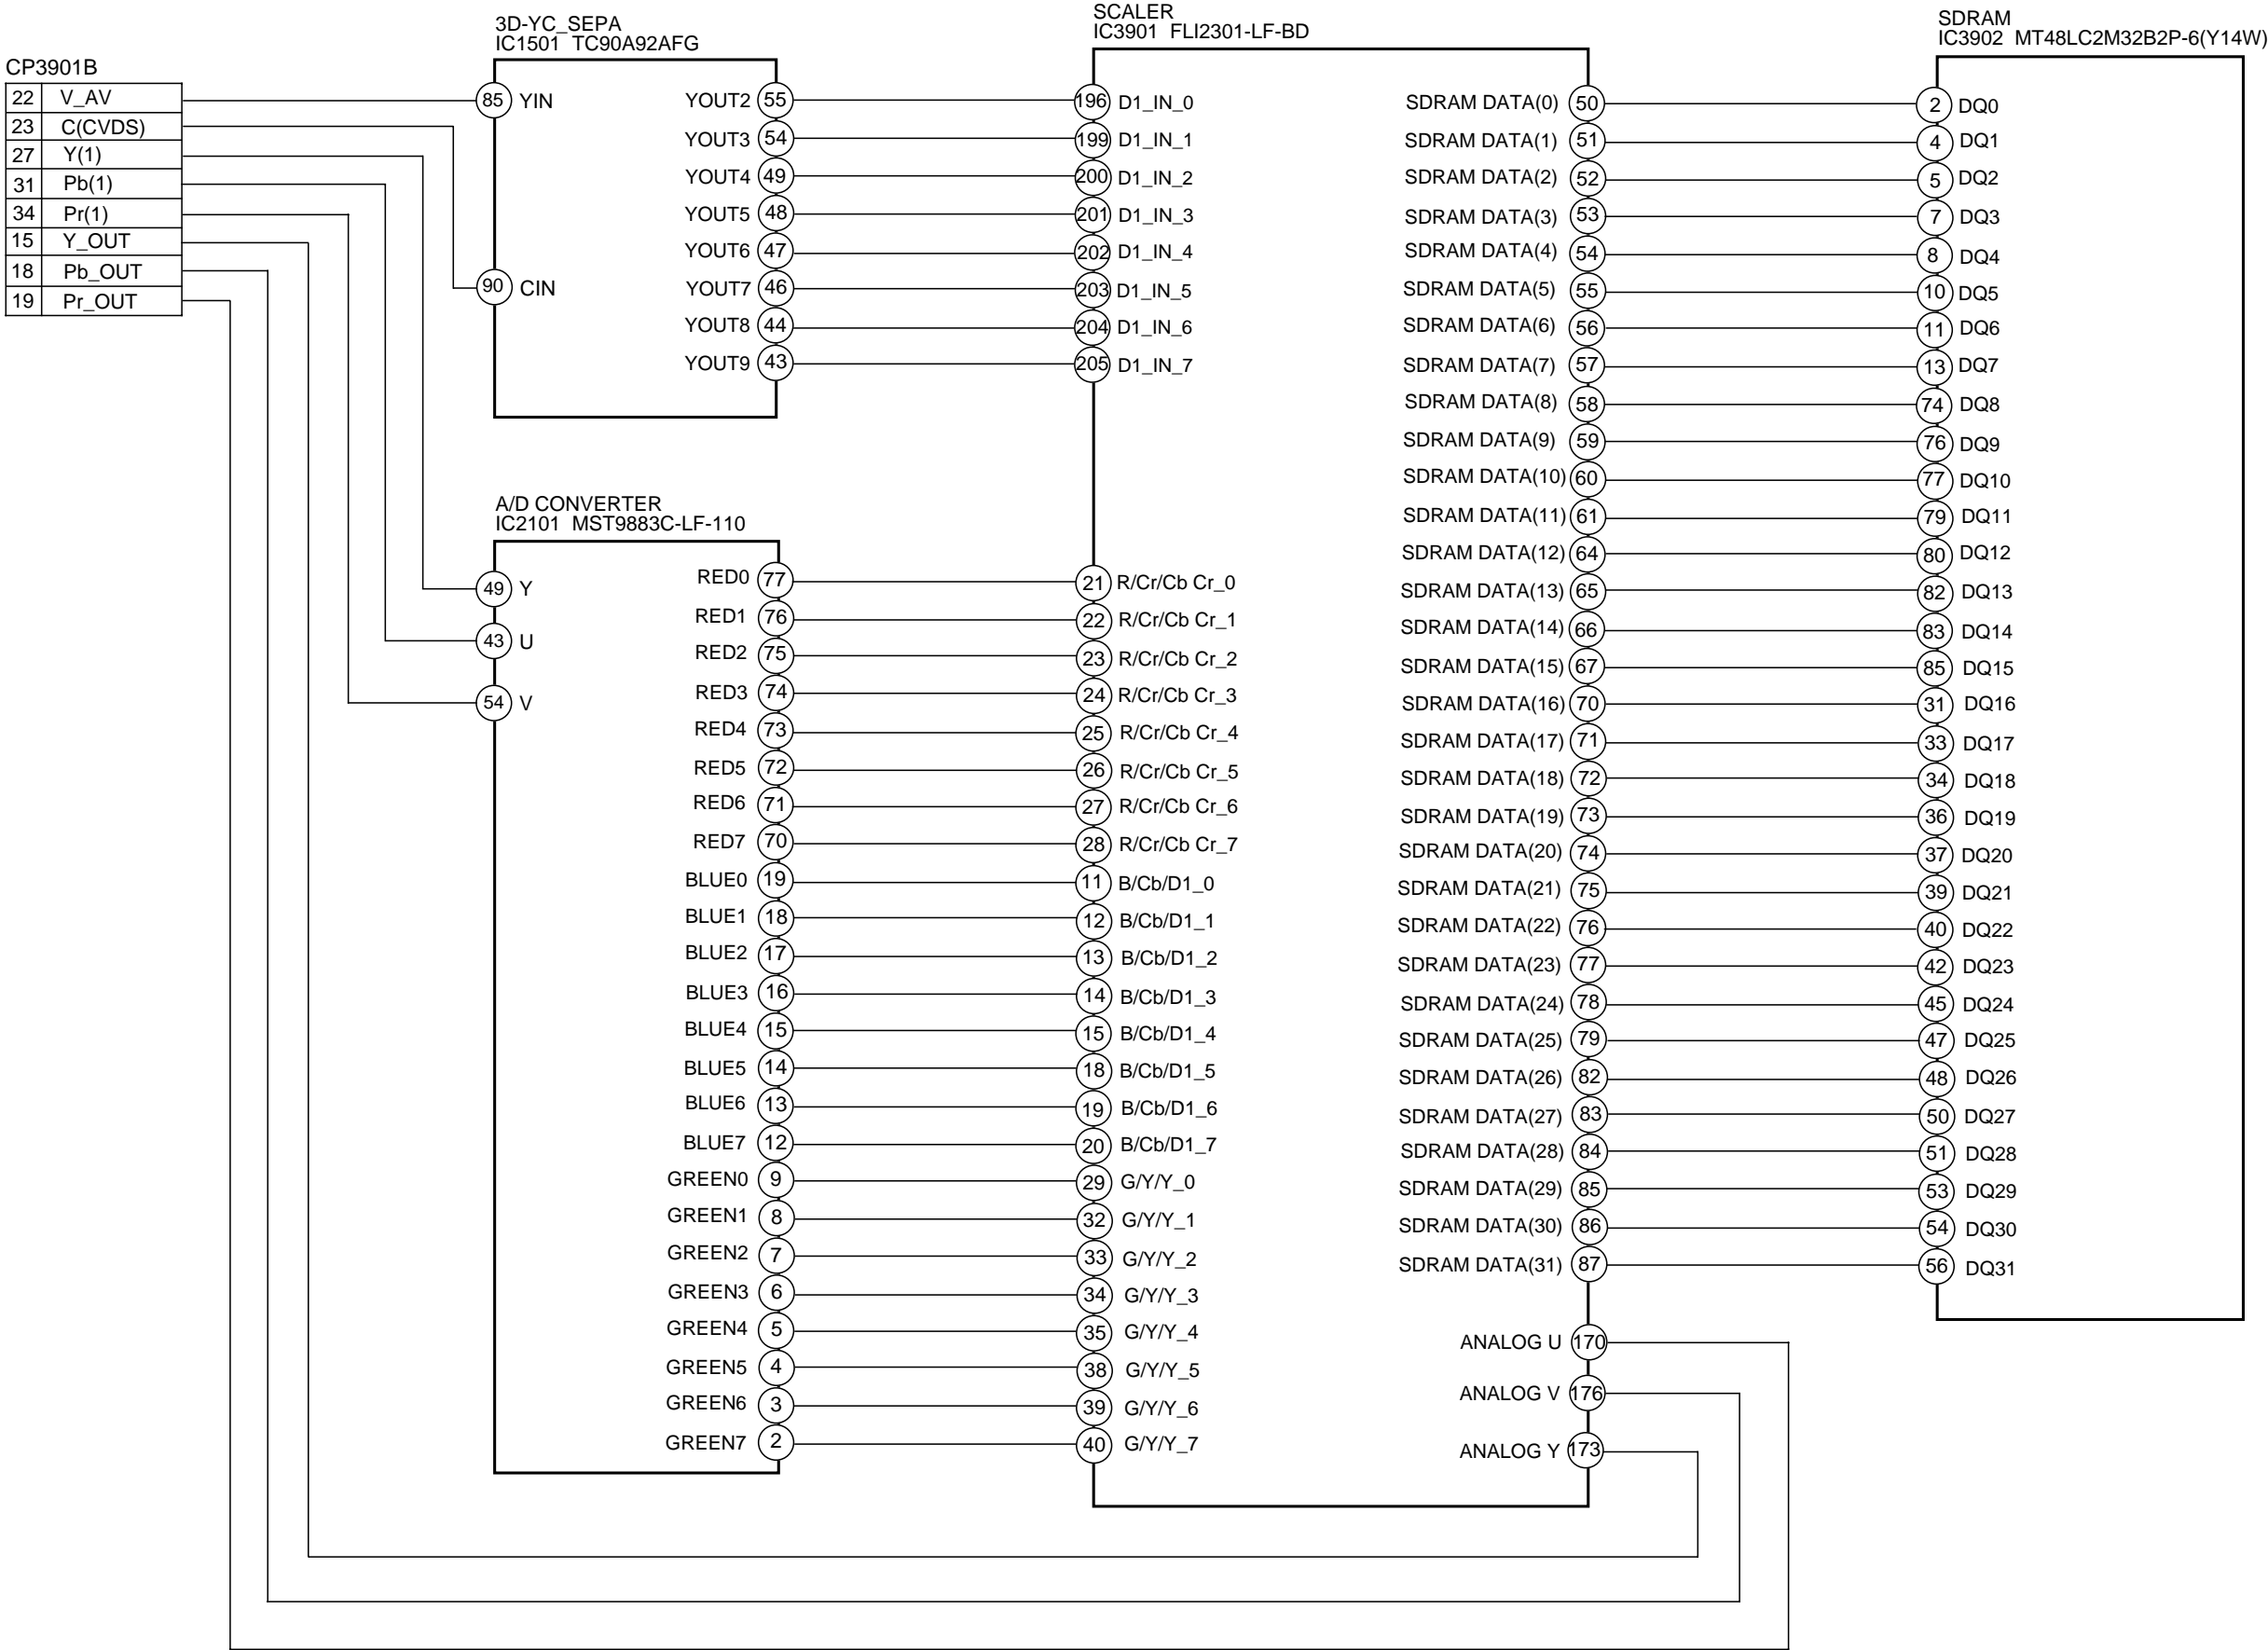 CP3901B
22 V_AV
23 C(CVDS)
27 Y(1)
31 Pb(1)
34 Pr(1)
15 Y_OUT
18 Pb_OUT
19 Pr_OUT
3D-YC_SEPA
IC1501 TC90A92AFG
85 YIN
90 CIN
YOUT2 55
YOUT3 54
YOUT4 49
YOUT5 48
YOUT6 47
YOUT7 46
YOUT8 44
YOUT9 43
A/D CONVERTER
IC2101 MST9883C-LF-110
49 Y
43 U
54 V
RED0 77
RED1 76
RED2 75
RED3 74
RED4 73
RED5 72
RED6 71
RED7 70
BLUE0 19
BLUE1 18
BLUE2 17
BLUE3 16
BLUE4 15
BLUE5 14
BLUE6 13
BLUE7 12
GREEN0 9
GREEN1 8
GREEN2 7
GREEN3 6
GREEN4 5
GREEN5 4
GREEN6 3
GREEN7 2
SCALER
IC3901 FLI2301-LF-BD
196 D1_IN_0
199 D1_IN_1
200 D1_IN_2
201 D1_IN_3
202 D1_IN_4
203 D1_IN_5
204 D1_IN_6
205 D1_IN_7
21 R/Cr/Cb Cr_0
22 R/Cr/Cb Cr_1
23 R/Cr/Cb Cr_2
24 R/Cr/Cb Cr_3
25 R/Cr/Cb Cr_4
26 R/Cr/Cb Cr_5
27 R/Cr/Cb Cr_6
28 R/Cr/Cb Cr_7
11 B/Cb/D1_0
12 B/Cb/D1_1
13 B/Cb/D1_2
14 B/Cb/D1_3
15 B/Cb/D1_4
18 B/Cb/D1_5
19 B/Cb/D1_6
20 B/Cb/D1_7
29 G/Y/Y_0
32 G/Y/Y_1
33 G/Y/Y_2
34 G/Y/Y_3
35 G/Y/Y_4
38 G/Y/Y_5
39 G/Y/Y_6
40 G/Y/Y_7
SDRAM DATA(0) 50
SDRAM DATA(1) 51
SDRAM DATA(2) 52
SDRAM DATA(3) 53
SDRAM DATA(4) 54
SDRAM DATA(5) 55
SDRAM DATA(6) 56
SDRAM DATA(7) 57
SDRAM DATA(8) 58
SDRAM DATA(9) 59
SDRAM DATA(10) 60
SDRAM DATA(11) 61
SDRAM DATA(12) 64
SDRAM DATA(13) 65
SDRAM DATA(14) 66
SDRAM DATA(15) 67
SDRAM DATA(16) 70
SDRAM DATA(17) 71
SDRAM DATA(18) 72
SDRAM DATA(19) 73
SDRAM DATA(20) 74
SDRAM DATA(21) 75
SDRAM DATA(22) 76
SDRAM DATA(23) 77
SDRAM DATA(24) 78
SDRAM DATA(25) 79
SDRAM DATA(26) 82
SDRAM DATA(27) 83
SDRAM DATA(28) 84
SDRAM DATA(29) 85
SDRAM DATA(30) 86
SDRAM DATA(31) 87
ANALOG U 170
ANALOG V 176
ANALOG Y 173
SDRAM
IC3902 MT48LC2M32B2P-6(Y14W)
2 DQ0
4 DQ1
5 DQ2
7 DQ3
8 DQ4
10 DQ5
11 DQ6
13 DQ7
74 DQ8
76 DQ9
77 DQ10
79 DQ11
80 DQ12
82 DQ13
83 DQ14
85 DQ15
31 DQ16
33 DQ17
34 DQ18
36 DQ19
37 DQ20
39 DQ21
40 DQ22
42 DQ23
45 DQ24
47 DQ25
48 DQ26
50 DQ27
51 DQ28
53 DQ29
54 DQ30
56 DQ31